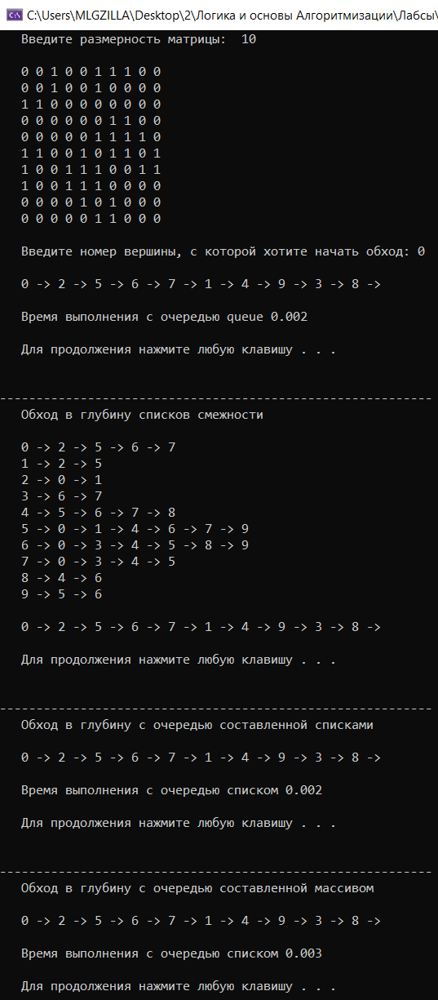 C:\Users\MLGZILLA\Desktop\2\Логика и основы Алгоритмизации\Лабсы\
Введите размерность матрицы:  10
0 0 1 0 0 1 1 1 0 0
0 0 1 0 0 1 0 0 0 0
1 1 0 0 0 0 0 0 0 0
0 0 0 0 0 0 1 1 0 0
0 0 0 0 0 1 1 1 1 0
1 1 0 0 1 0 1 1 0 1
1 0 0 1 1 1 0 0 1 1
1 0 0 1 1 1 0 0 0 0
0 0 0 0 1 0 1 0 0 0
0 0 0 0 0 1 1 0 0 0
Введите номер вершины, с которой хотите начать обход: 0
0 -> 2 -> 5 -> 6 -> 7 -> 1 -> 4 -> 9 -> 3 -> 8 ->
Время выполнения с очередью queue 0.002
Для продолжения нажмите любую клавишу . . .
-----------------------------------------------------------
Обход в глубину списков смежности
0 -> 2 -> 5 -> 6 -> 7
1 -> 2 -> 5
2 -> 0 -> 1
3 -> 6 -> 7
4 -> 5 -> 6 -> 7 -> 8
5 -> 0 -> 1 -> 4 -> 6 -> 7 -> 9
6 -> 0 -> 3 -> 4 -> 5 -> 8 -> 9
7 -> 0 -> 3 -> 4 -> 5
8 -> 4 -> 6
9 -> 5 -> 6
0 -> 2 -> 5 -> 6 -> 7 -> 1 -> 4 -> 9 -> 3 -> 8 ->
Для продолжения нажмите любую клавишу . . .
-----------------------------------------------------------
Обход в глубину с очередью составленной списками
0 -> 2 -> 5 -> 6 -> 7 -> 1 -> 4 -> 9 -> 3 -> 8 ->
Время выполнения с очередью списком 0.002
Для продолжения нажмите любую клавишу . . .
-----------------------------------------------------------
Обход в глубину с очередью составленной массивом
0 -> 2 -> 5 -> 6 -> 7 -> 1 -> 4 -> 9 -> 3 -> 8 ->
Время выполнения с очередью списком 0.003
Для продолжения нажмите любую клавишу . . .